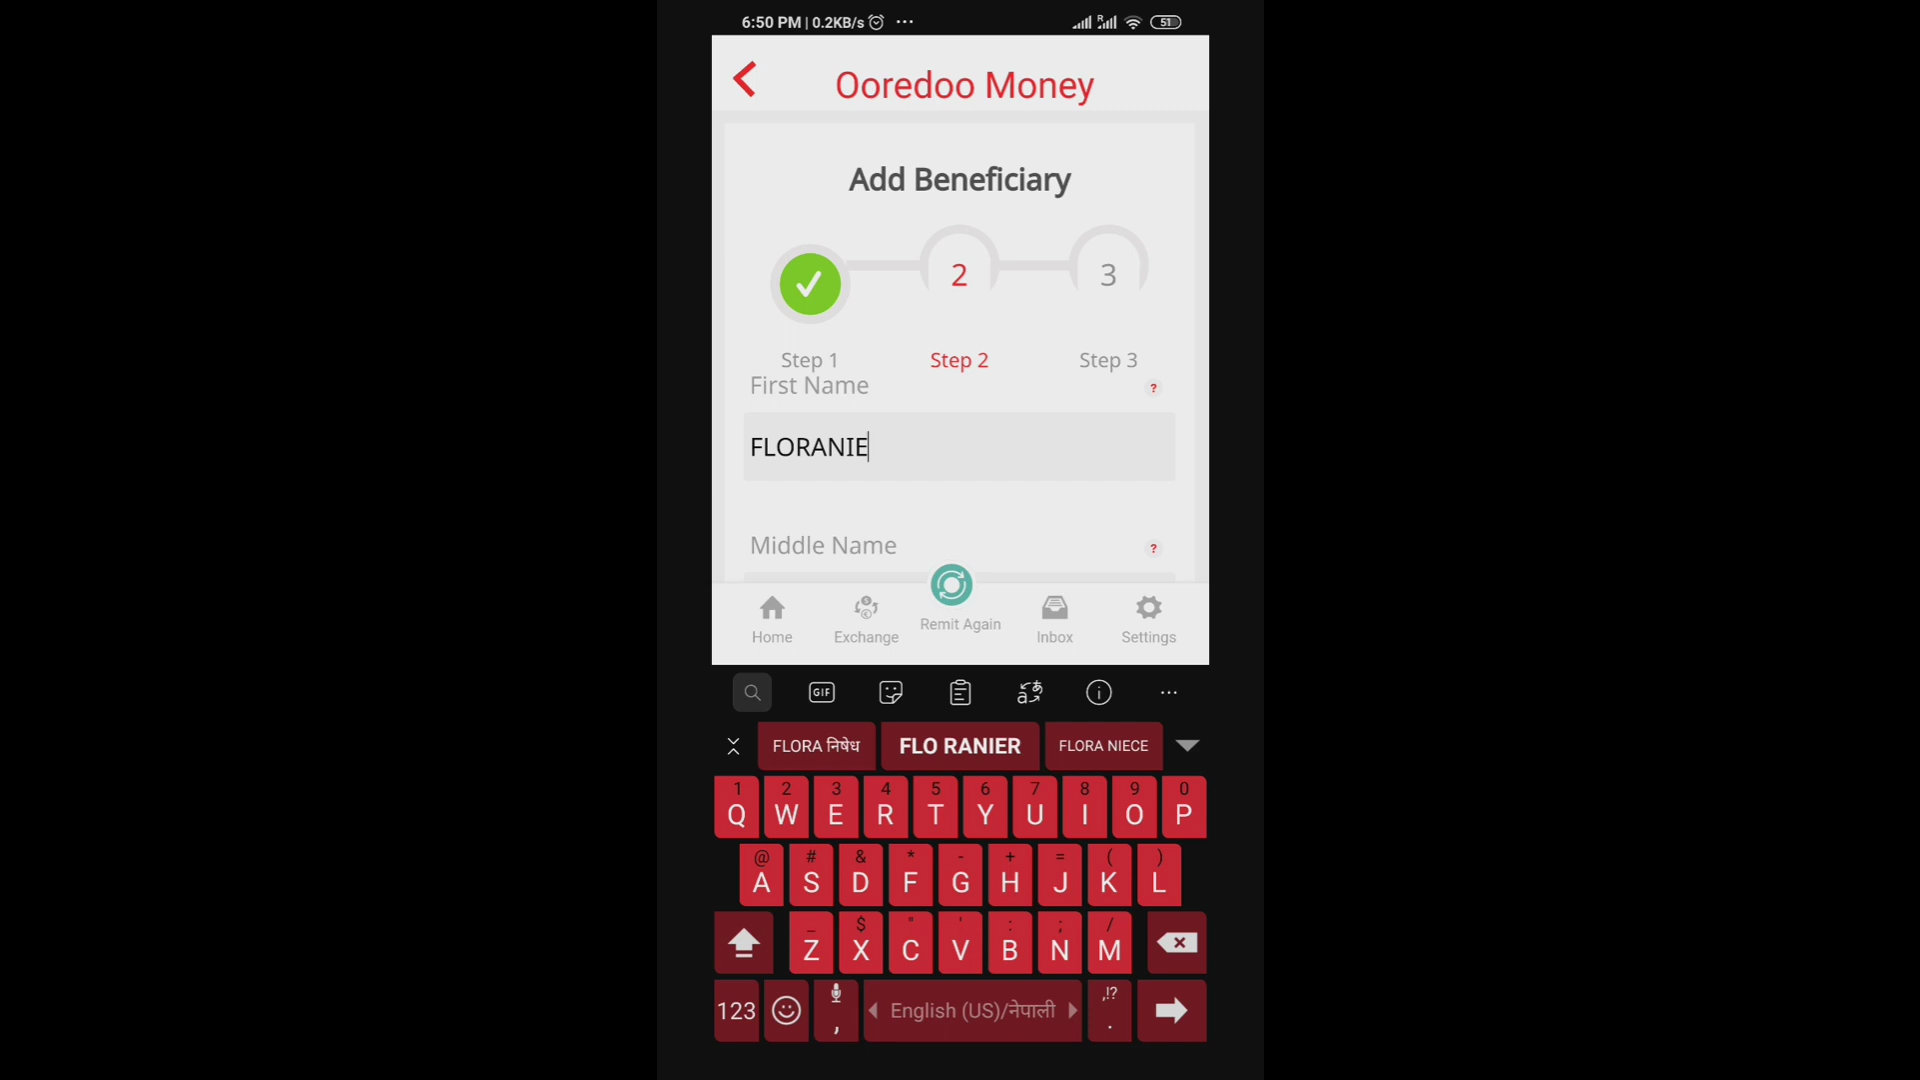 6:50 PM | 0.2KB/s ...
R
51
Ooredoo Money
Add Beneficiary
2
3
Step 1
Step 2
Step 3
First Name
?
FLORANIE
Middle Name
?
Home
Exchange
Remit Again
Inbox
Settings
GIF
FLORA निषेध
FLO RANIER
FLORA NIECE
1 2 3 4 5 6 7 8 9 0
Q W E R T Y U I O P
@ # & * - + = ( )
A S D F G H J K L
_ $ " ' : ; /
Z X C V B N M
123
,
English (US)/नेपाली
,!?
.